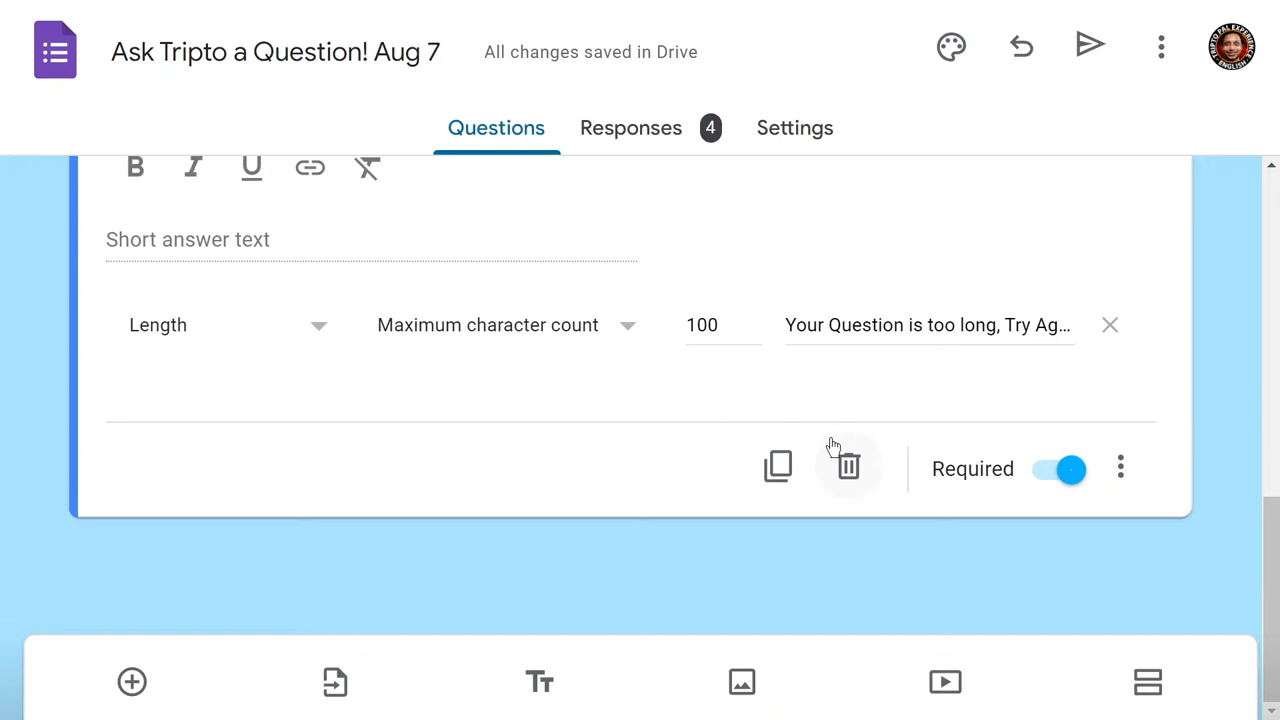 Ask Tripto a Question! Aug 7
All changes saved in Drive
Questions
Responses 4
Settings
B I U
Short answer text
Length
Maximum character count
100
Your Question is too long, Try Ag...
Required
Tт